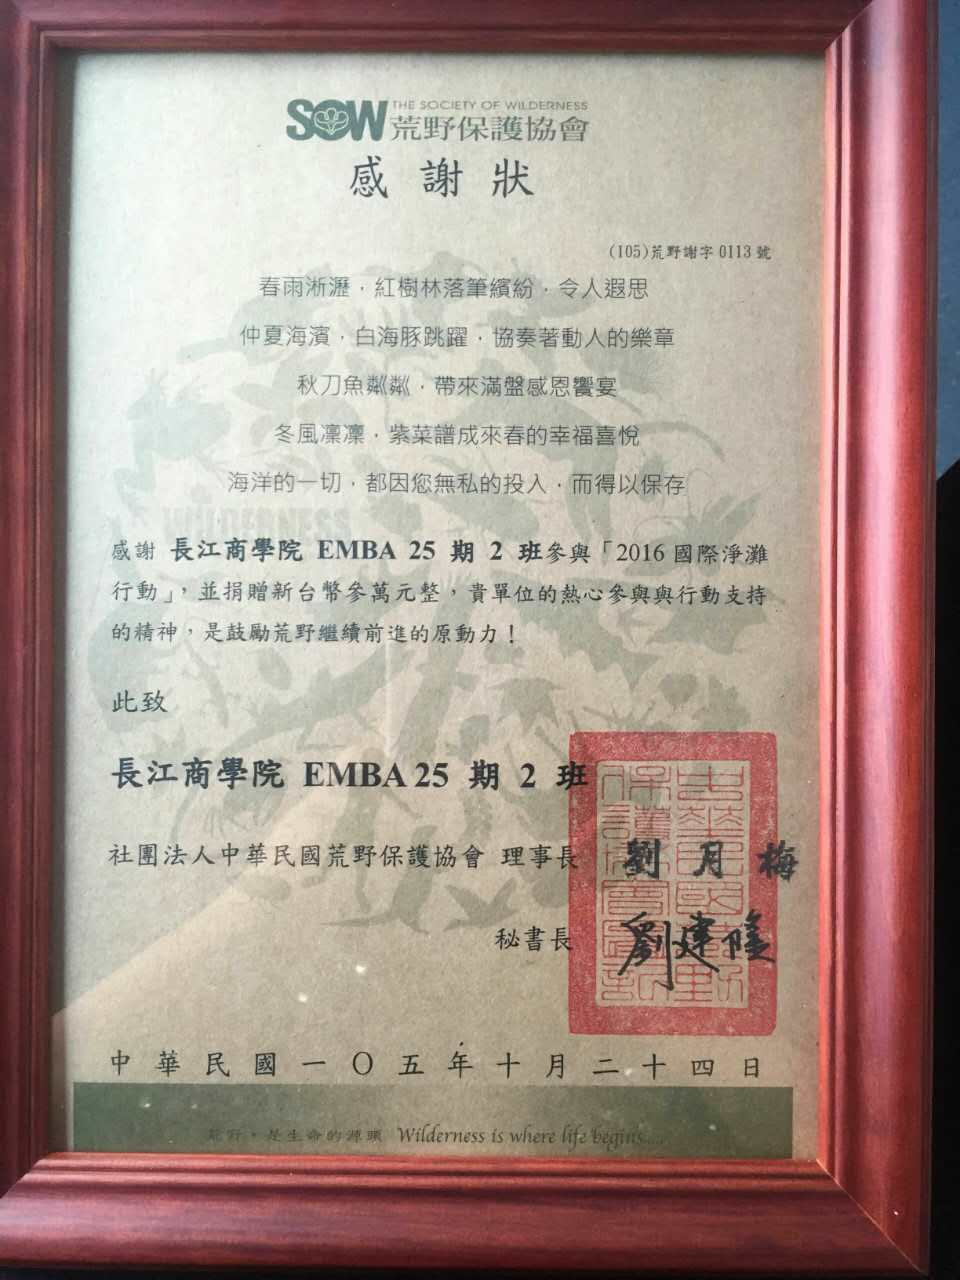 SOW THE SOCIETY OF WILDERNESS
荒野保護協會
感謝狀
(105)荒野謝字0113號
春雨淅瀝，紅樹林落筆繽紛，令人遐思
仲夏海濱，白海豚跳躍，協奏著動人的樂章
秋刀魚粼粼，帶來滿盤感恩饗宴
冬風凜凜，紫菜譜成來春的幸福喜悅
海洋的一切，都因您無私的投入，而得以保存
WILDERNESS
感謝 長江商學院 EMBA 25 期 2 班參與「2016國際淨灘
行動」，並捐贈新台幣參萬元整，貴單位的熱心參與與行動支持
的精神，是鼓勵荒野繼續前進的原動力！
此致
長江商學院 EMBA 25 期 2 班
社團法人中華民國荒野保護協會 理事長 劉月梅
秘書長 劉建隆
中華民國一〇五年十月二十四日
荒野，是生命的源頭 Wilderness is where life begins....